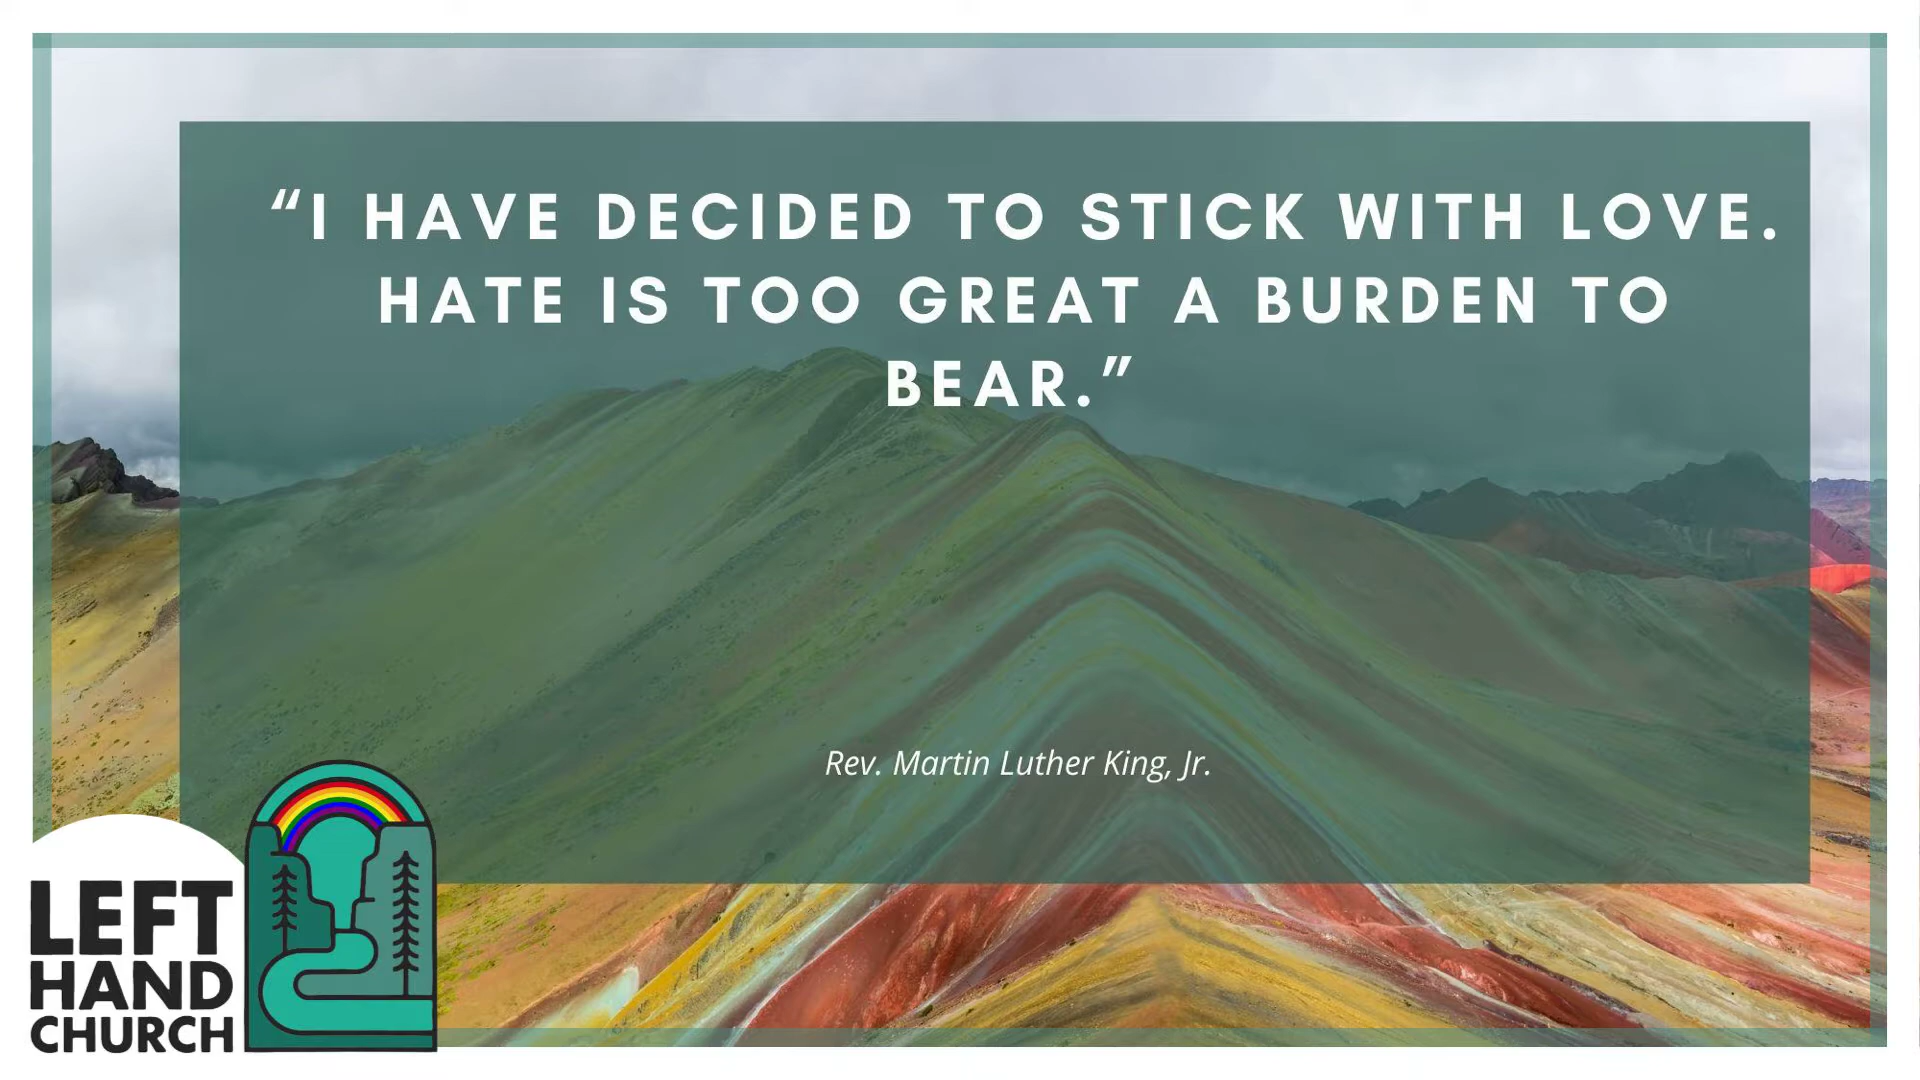 “I HAVE DECIDED TO STICK WITH LOVE.
HATE IS TOO GREAT A BURDEN TO
BEAR.”
Rev. Martin Luther King, Jr.
LEFT
HAND
CHURCH